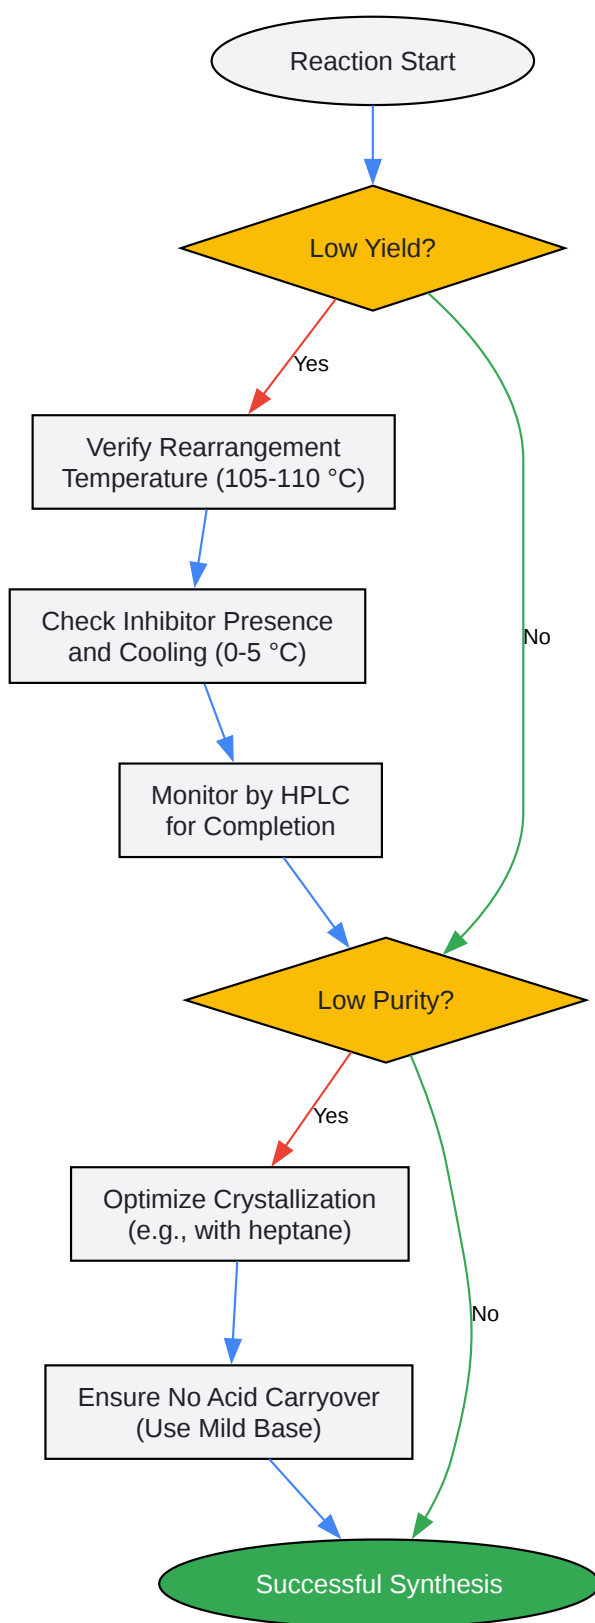 Reaction Start
Low Yield?
Yes
Verify Rearrangement
Temperature (105-110 °C)
Check Inhibitor Presence
and Cooling (0-5 °C)
No
Monitor by HPLC
for Completion
Low Purity?
Yes
Optimize Crystallization
(e.g., with heptane)
No
Ensure No Acid Carryover
(Use Mild Base)
Successful Synthesis